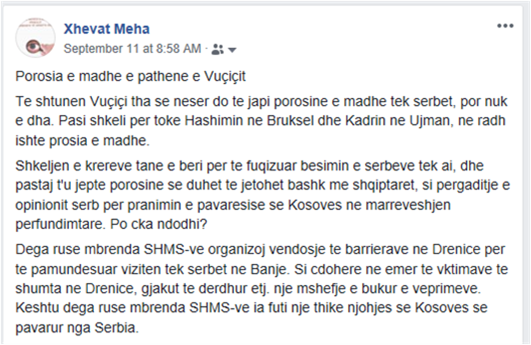 Xhevat Meha
September 11 at 8:58 AM ·
Porosia e madhe e pathene e Vuçiçit
Te shtunen Vuçiçi tha se neser do te japi porosine e madhe tek serbet, por nuk
e dha. Pasi shkeli per toke Hashimin ne Bruksel dhe Kadrin ne Ujman, ne radh
ishte prosia e madhe.
Shkeljen e krereve tane e beri per te fuqizuar besimin e serbeve tek ai, dhe
pastaj t'u jepte porosine se duhet te jetohet bashk me shqiptaret, si pergaditje e
opinionit serb per pranimin e pavaresise se Kosoves ne marreveshjen
perfundimtare. Po cka ndodhi?
Dega ruse mbrenda SHMS-ve organizoj vendosje te barrierave ne Drenice per
te pamundesuar viziten tek serbet ne Banje. Si cdohere ne emer te vktimave te
shumta ne Drenice, gjakut te derdhur etj. nje mshefje e bukur e veprimeve.
Keshtu dega ruse mbrenda SHMS-ve ia futi nje thike njohjes se Kosoves se
pavarur nga Serbia.